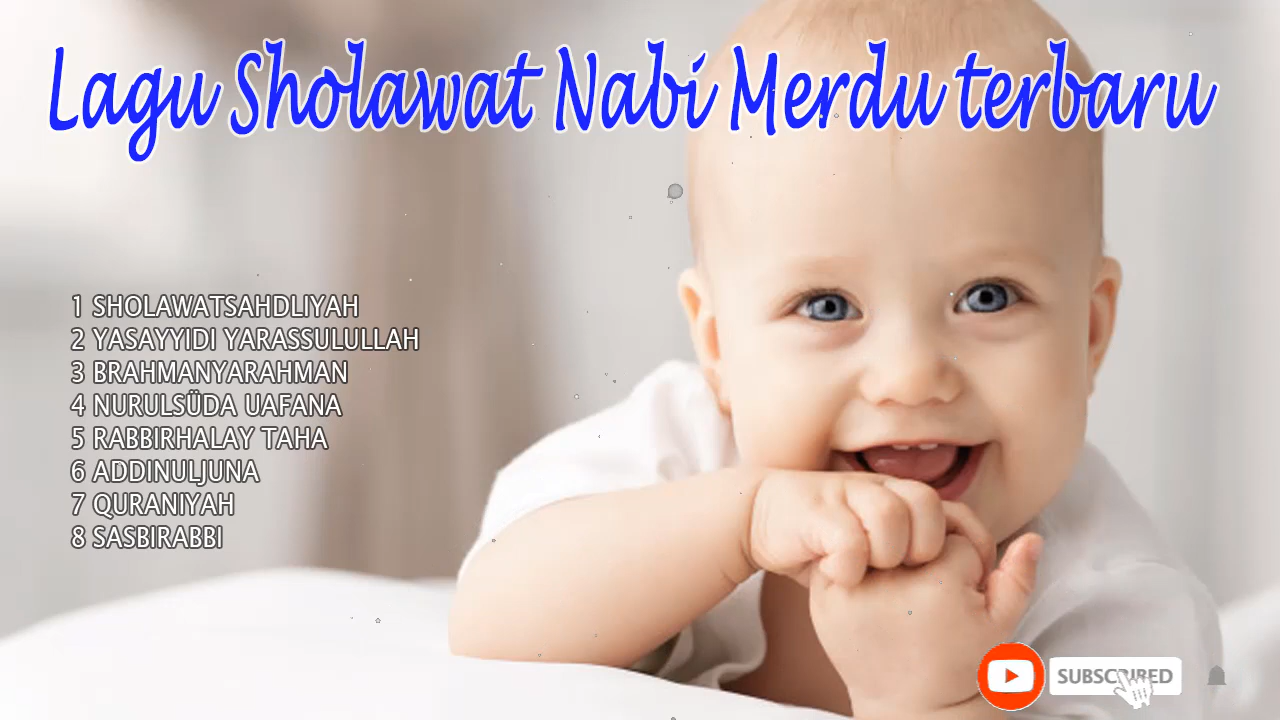 Lagu Sholawat Nabi Merdu terbaru
1 SHOLAWATSAHDLIYAH
2 YASAYYIDI YARASSULULLAH
3 BRAHMANYARAHMAN
4 NURULSÜDA UAFANA
5 RABBIRHALAY TAHA
6 ADDINULJUNA
7 QURANIYAH
8 SASBIRABBI
SUBSCRIBED